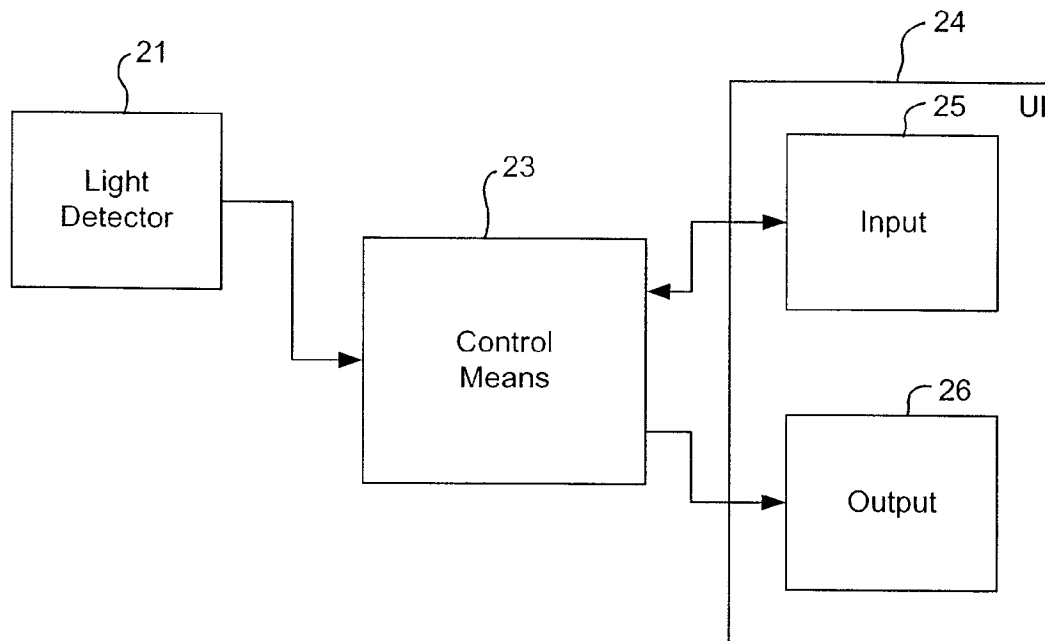 24
21
UI
25
Light
Detector
23
Input
Control
Means
26
Output